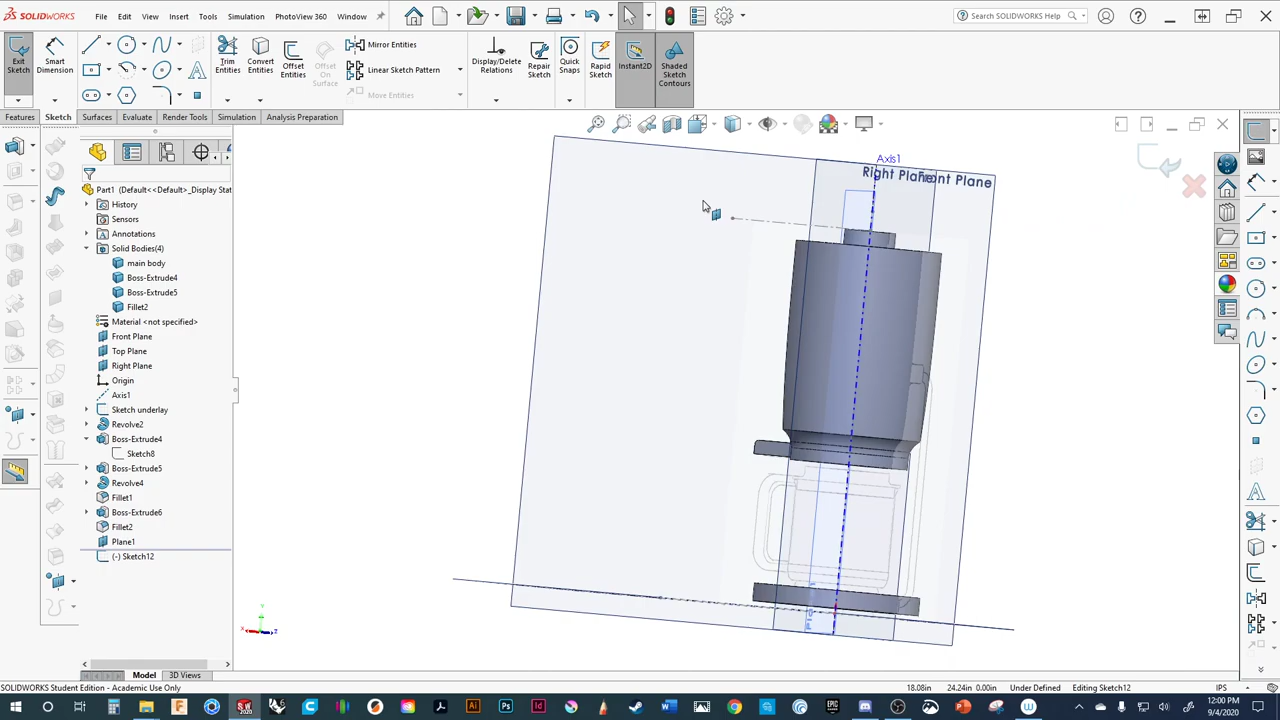 SOLIDWORKS File Edit View Insert Tools Simulation PhotoView 360 Window Search SOLIDWORKS Help
Exit Sketch Smart Dimension Trim Entities Convert Entities Offset Entities Offset On Surface Mirror Entities Linear Sketch Pattern Move Entities Display/Delete Relations Repair Sketch Quick Snaps Rapid Sketch Instant2D Shaded Sketch Contours
Features Sketch Surfaces Evaluate Render Tools Simulation Analysis Preparation
Part1 (Default<<Default>_Display Stat
History
Sensors
Annotations
Solid Bodies(4)
main body
Boss-Extrude4
Boss-Extrude5
Fillet2
Material <not specified>
Front Plane
Top Plane
Right Plane
Origin
Axis1
Sketch underlay
Revolve2
Boss-Extrude4
Sketch8
Boss-Extrude5
Revolve4
Fillet1
Boss-Extrude6
Fillet2
Plane1
(-) Sketch12
Axis1
Right Plane Front Plane
Y
X Z
Model 3D Views
SOLIDWORKS Student Edition - Academic Use Only 18.08in 24.24in 0.00in Under Defined Editing Sketch12 IPS
12:00 PM
9/4/2020